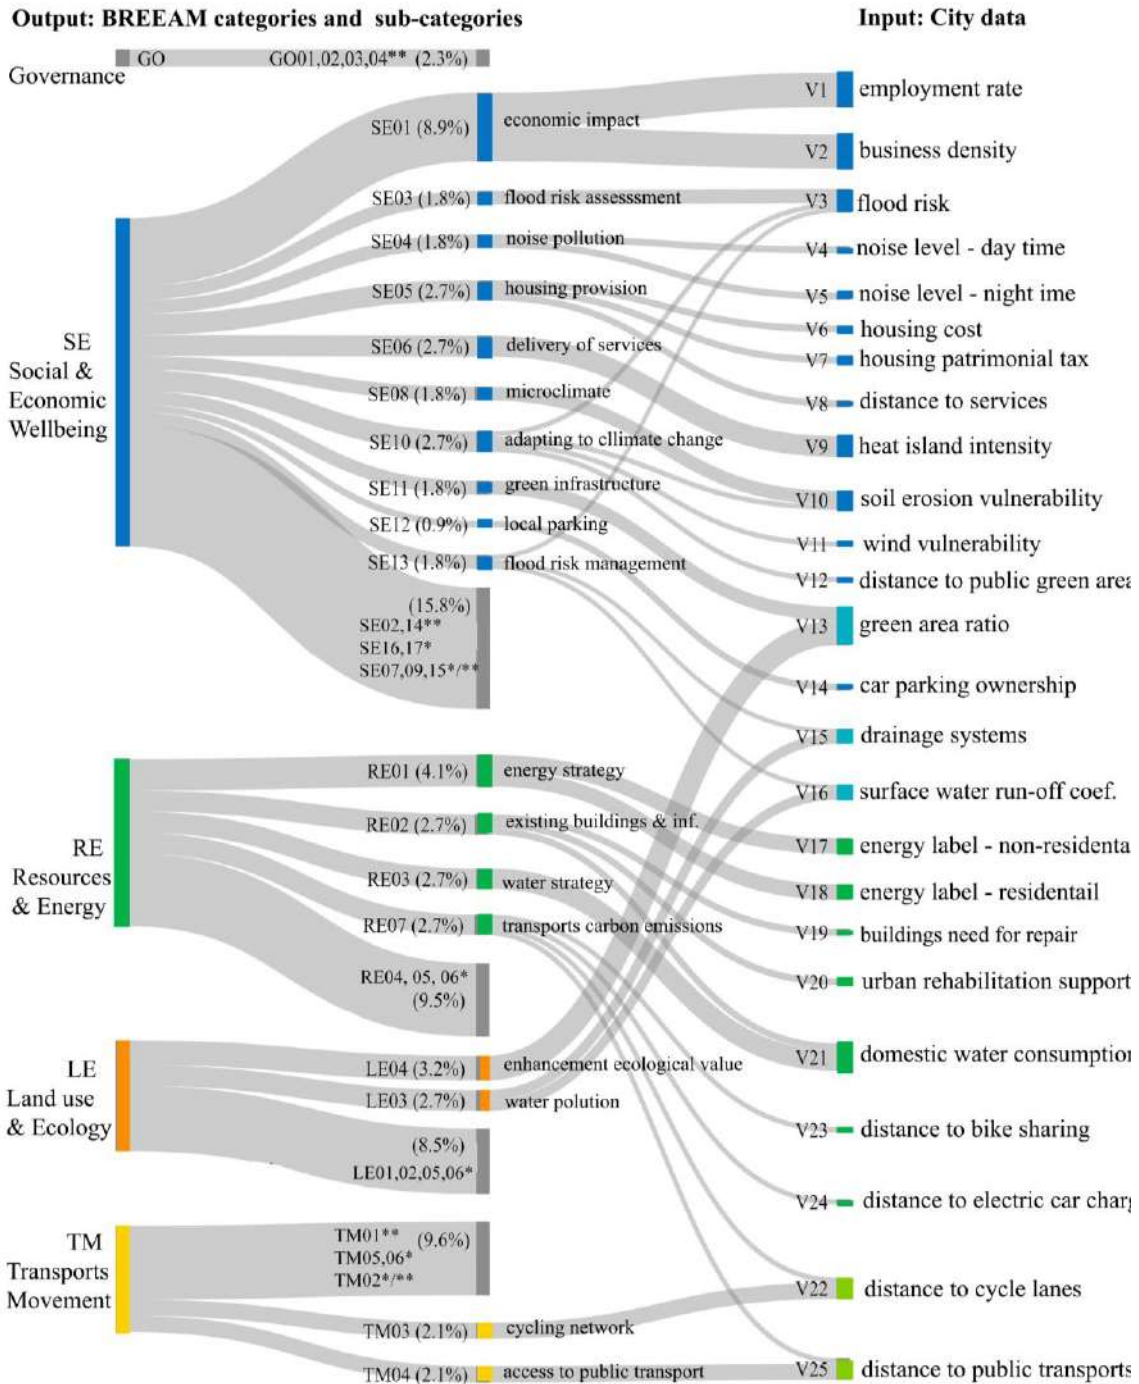 Output: BREEAM categories and sub-categories
Input: City data
Governance
GO
GO01,02,03,04** (2.3%)
SE
Social &
Economic
Wellbeing
SE01 (8.9%)
economic impact
SE03 (1.8%)
flood risk assesssment
SE04 (1.8%)
noise pollution
SE05 (2.7%)
housing provision
SE06 (2.7%)
delivery of services
SE08 (1.8%)
microclimate
SE10 (2.7%)
adapting to cllimate change
SE11 (1.8%)
green infrastructure
SE12 (0.9%)
local parking
SE13 (1.8%)
flood risk management
(15.8%)
SE02,14**
SE16,17*
SE07,09,15*/**
RE
Resources
& Energy
RE01 (4.1%)
energy strategy
RE02 (2.7%)
existing buildings & inf.
RE03 (2.7%)
water strategy
RE07 (2.7%)
transports carbon emissions
RE04, 05, 06*
(9.5%)
LE
Land use
& Ecology
LE04 (3.2%)
enhancement ecological value
LE03 (2.7%)
water polution
(8.5%)
LE01,02,05,06*
TM
Transports
Movement
TM01** (9.6%)
TM05,06*
TM02*/**
TM03 (2.1%)
cycling network
TM04 (2.1%)
access to public transport
V1 employment rate
V2 business density
V3 flood risk
V4 noise level - day time
V5 noise level - night ime
V6 housing cost
V7 housing patrimonial tax
V8 distance to services
V9 heat island intensity
V10 soil erosion vulnerability
V11 wind vulnerability
V12 distance to public green area
V13 green area ratio
V14 car parking ownership
V15 drainage systems
V16 surface water run-off coef.
V17 energy label - non-residenta
V18 energy label - residentail
V19 buildings need for repair
V20 urban rehabilitation support
V21 domestic water consumption
V23 distance to bike sharing
V24 distance to electric car charg
V22 distance to cycle lanes
V25 distance to public transports